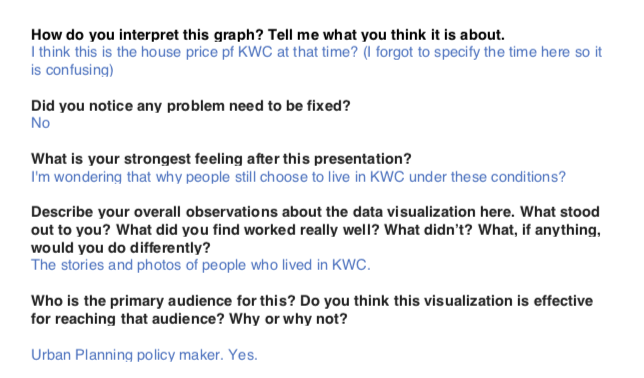 How do you interpret this graph? Tell me what you think it is about.
I think this is the house price pf KWC at that time? (I forgot to specify the time here so it
is confusing)
Did you notice any problem need to be fixed?
No
What is your strongest feeling after this presentation?
I'm wondering that why people still choose to live in KWC under these conditions?
Describe your overall observations about the data visualization here. What stood
out to you? What did you find worked really well? What didn't? What, if anything,
would you do differently?
The stories and photos of people who lived in KWC.
Who is the primary audience for this? Do you think this visualization is effective
for reaching that audience? Why or why not?
Urban Planning policy maker. Yes.